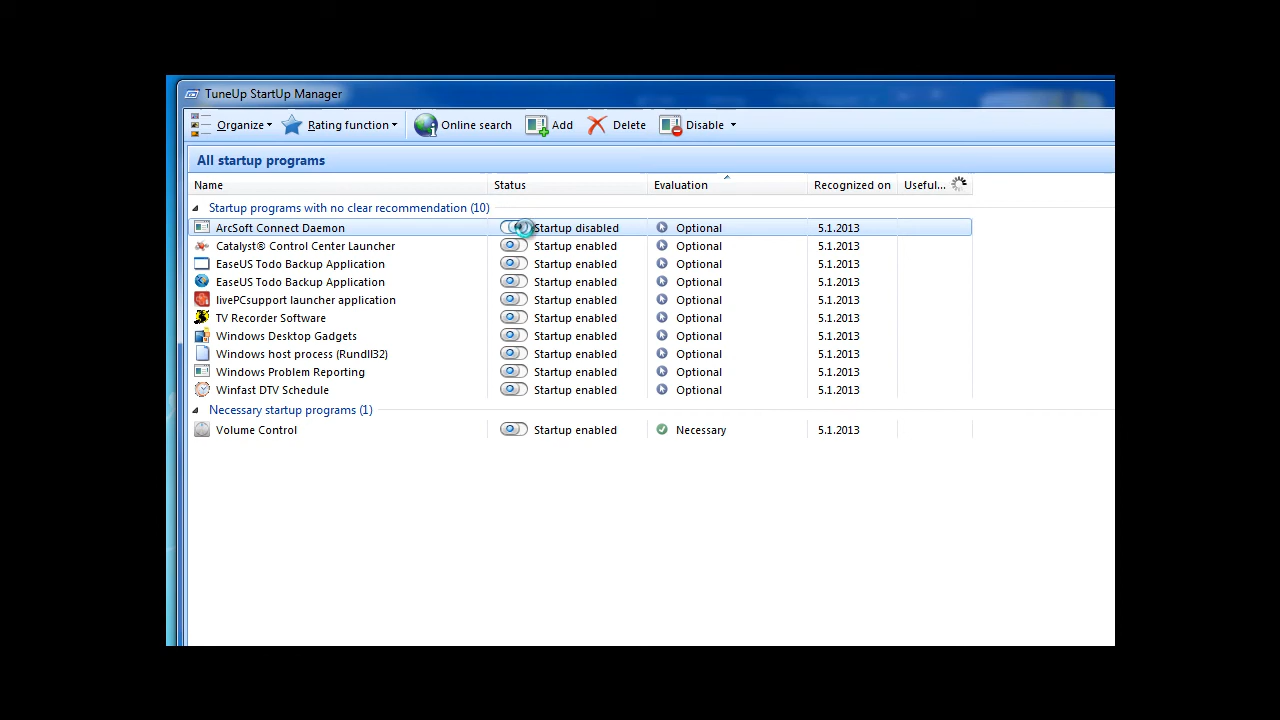 TuneUp StartUp Manager
Organize Rating function Online search Add Delete Disable
All startup programs
Name Status Evaluation Recognized on Useful...
Startup programs with no clear recommendation (10)
ArcSoft Connect Daemon Startup disabled Optional 5.1.2013
Catalyst® Control Center Launcher Startup enabled Optional 5.1.2013
EaseUS Todo Backup Application Startup enabled Optional 5.1.2013
EaseUS Todo Backup Application Startup enabled Optional 5.1.2013
livePCsupport launcher application Startup enabled Optional 5.1.2013
TV Recorder Software Startup enabled Optional 5.1.2013
Windows Desktop Gadgets Startup enabled Optional 5.1.2013
Windows host process (Rundll32) Startup enabled Optional 5.1.2013
Windows Problem Reporting Startup enabled Optional 5.1.2013
Winfast DTV Schedule Startup enabled Optional 5.1.2013
Necessary startup programs (1)
Volume Control Startup enabled Necessary 5.1.2013